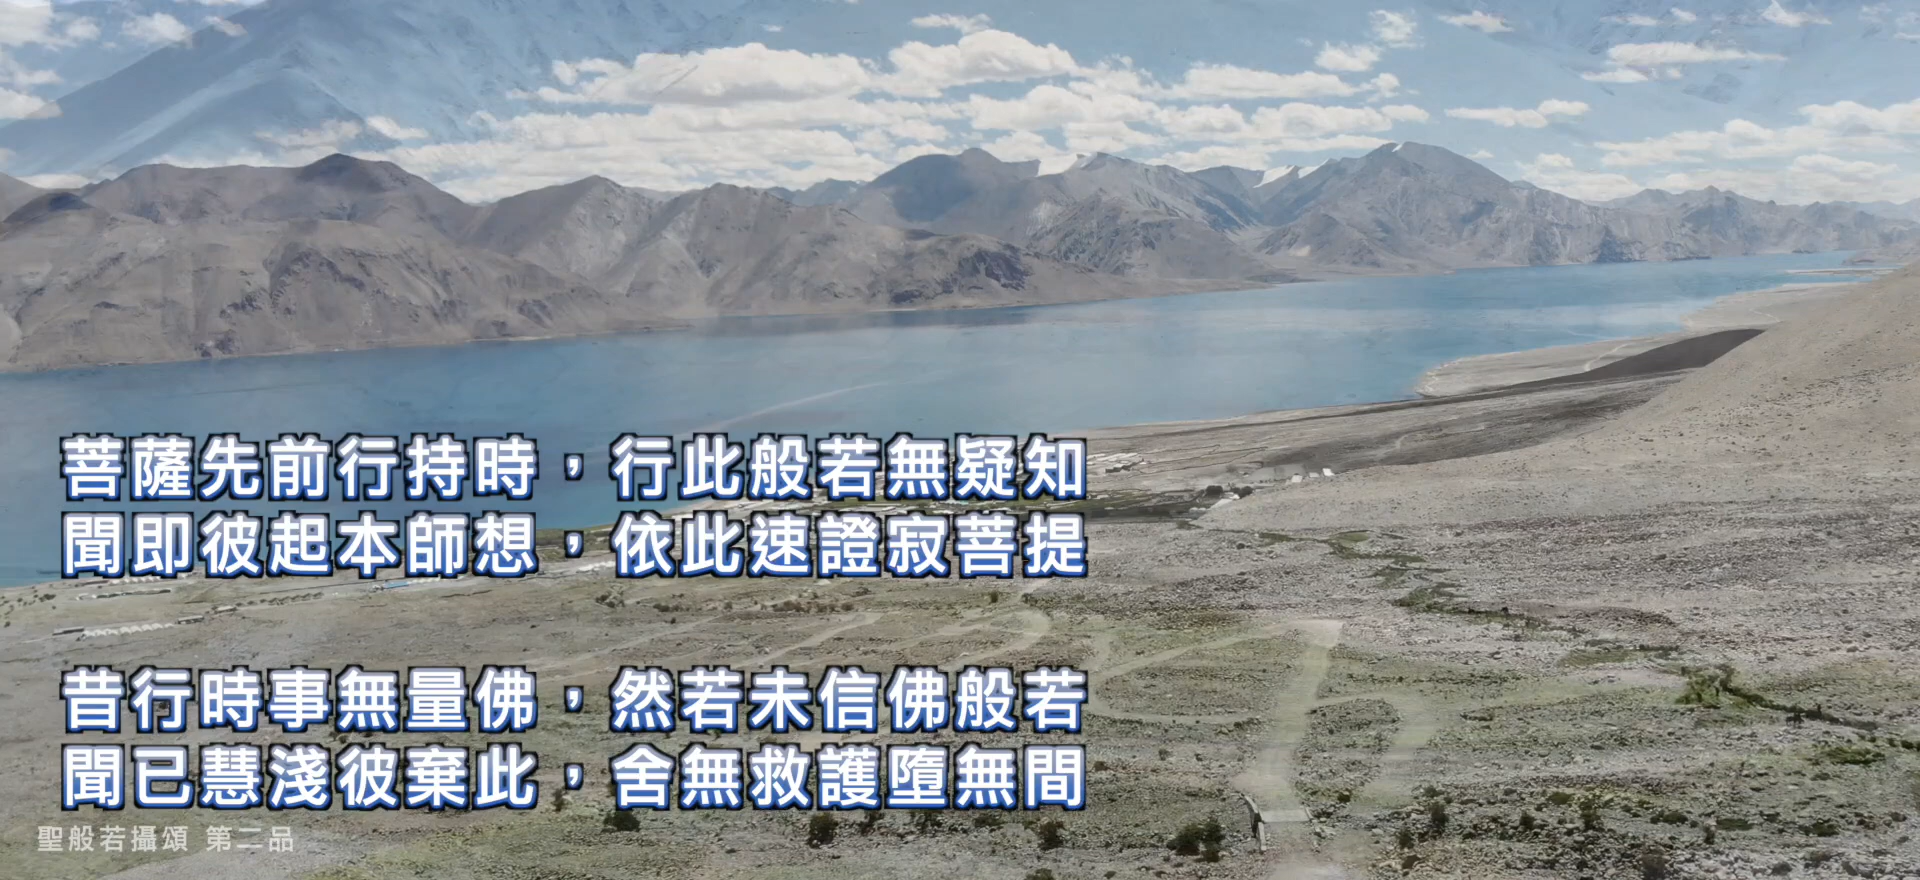 菩薩先前行持時，行此般若無疑知
聞即彼起本師想，依此速證寂菩提
昔行時事無量佛，然若未信佛般若
聞已慧淺彼棄此，舍無救護墮無間
聖般若攝頌 第二品